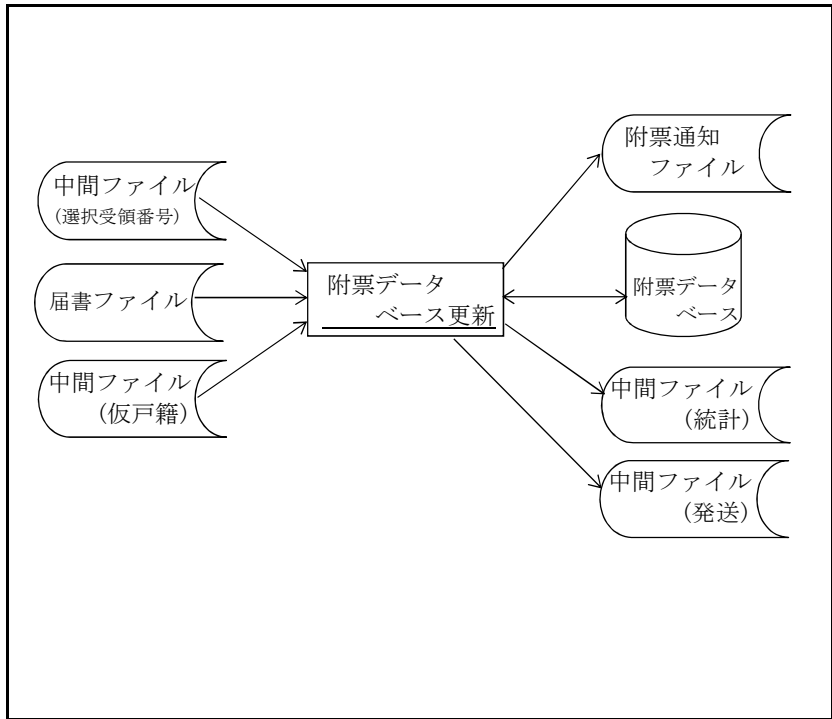 中間ファイル
(選択受領番号)
届書ファイル
中間ファイル
(仮戸籍)
附票データ
ベース更新
附票通知
ファイル
附票データ
ベース
中間ファイル
(統計)
中間ファイル
(発送)